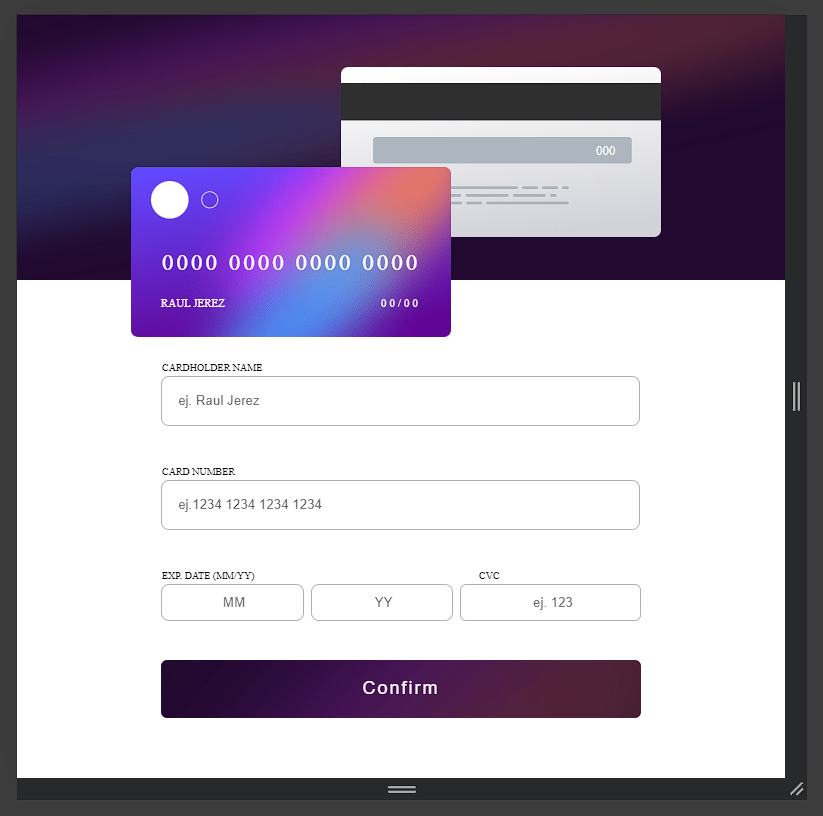 000
0000 0000 0000 0000
RAUL JEREZ 00/00
CARDHOLDER NAME
ej. Raul Jerez
CARD NUMBER
ej.1234 1234 1234 1234
EXP. DATE (MM/YY) CVC
MM YY ej. 123
Confirm